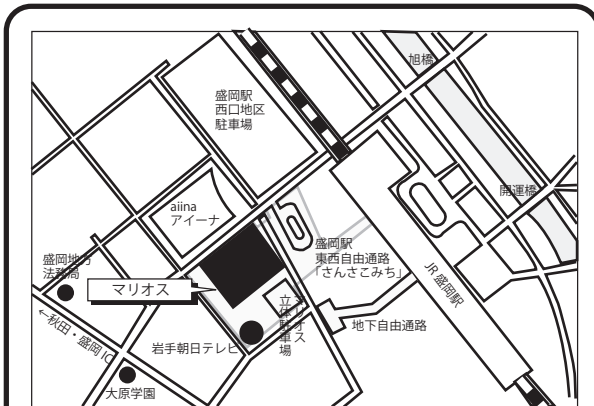 旭橋
盛岡駅
西口地区
駐車場
開運橋
aiina
アイーナ
盛岡駅
東西自由通路
「さんさこみち」
盛岡地方
法務局
JR盛岡駅
マリオス
マリオス
立体駐車場
←秋田・盛岡IC
地下自由通路
岩手朝日テレビ
大原学園